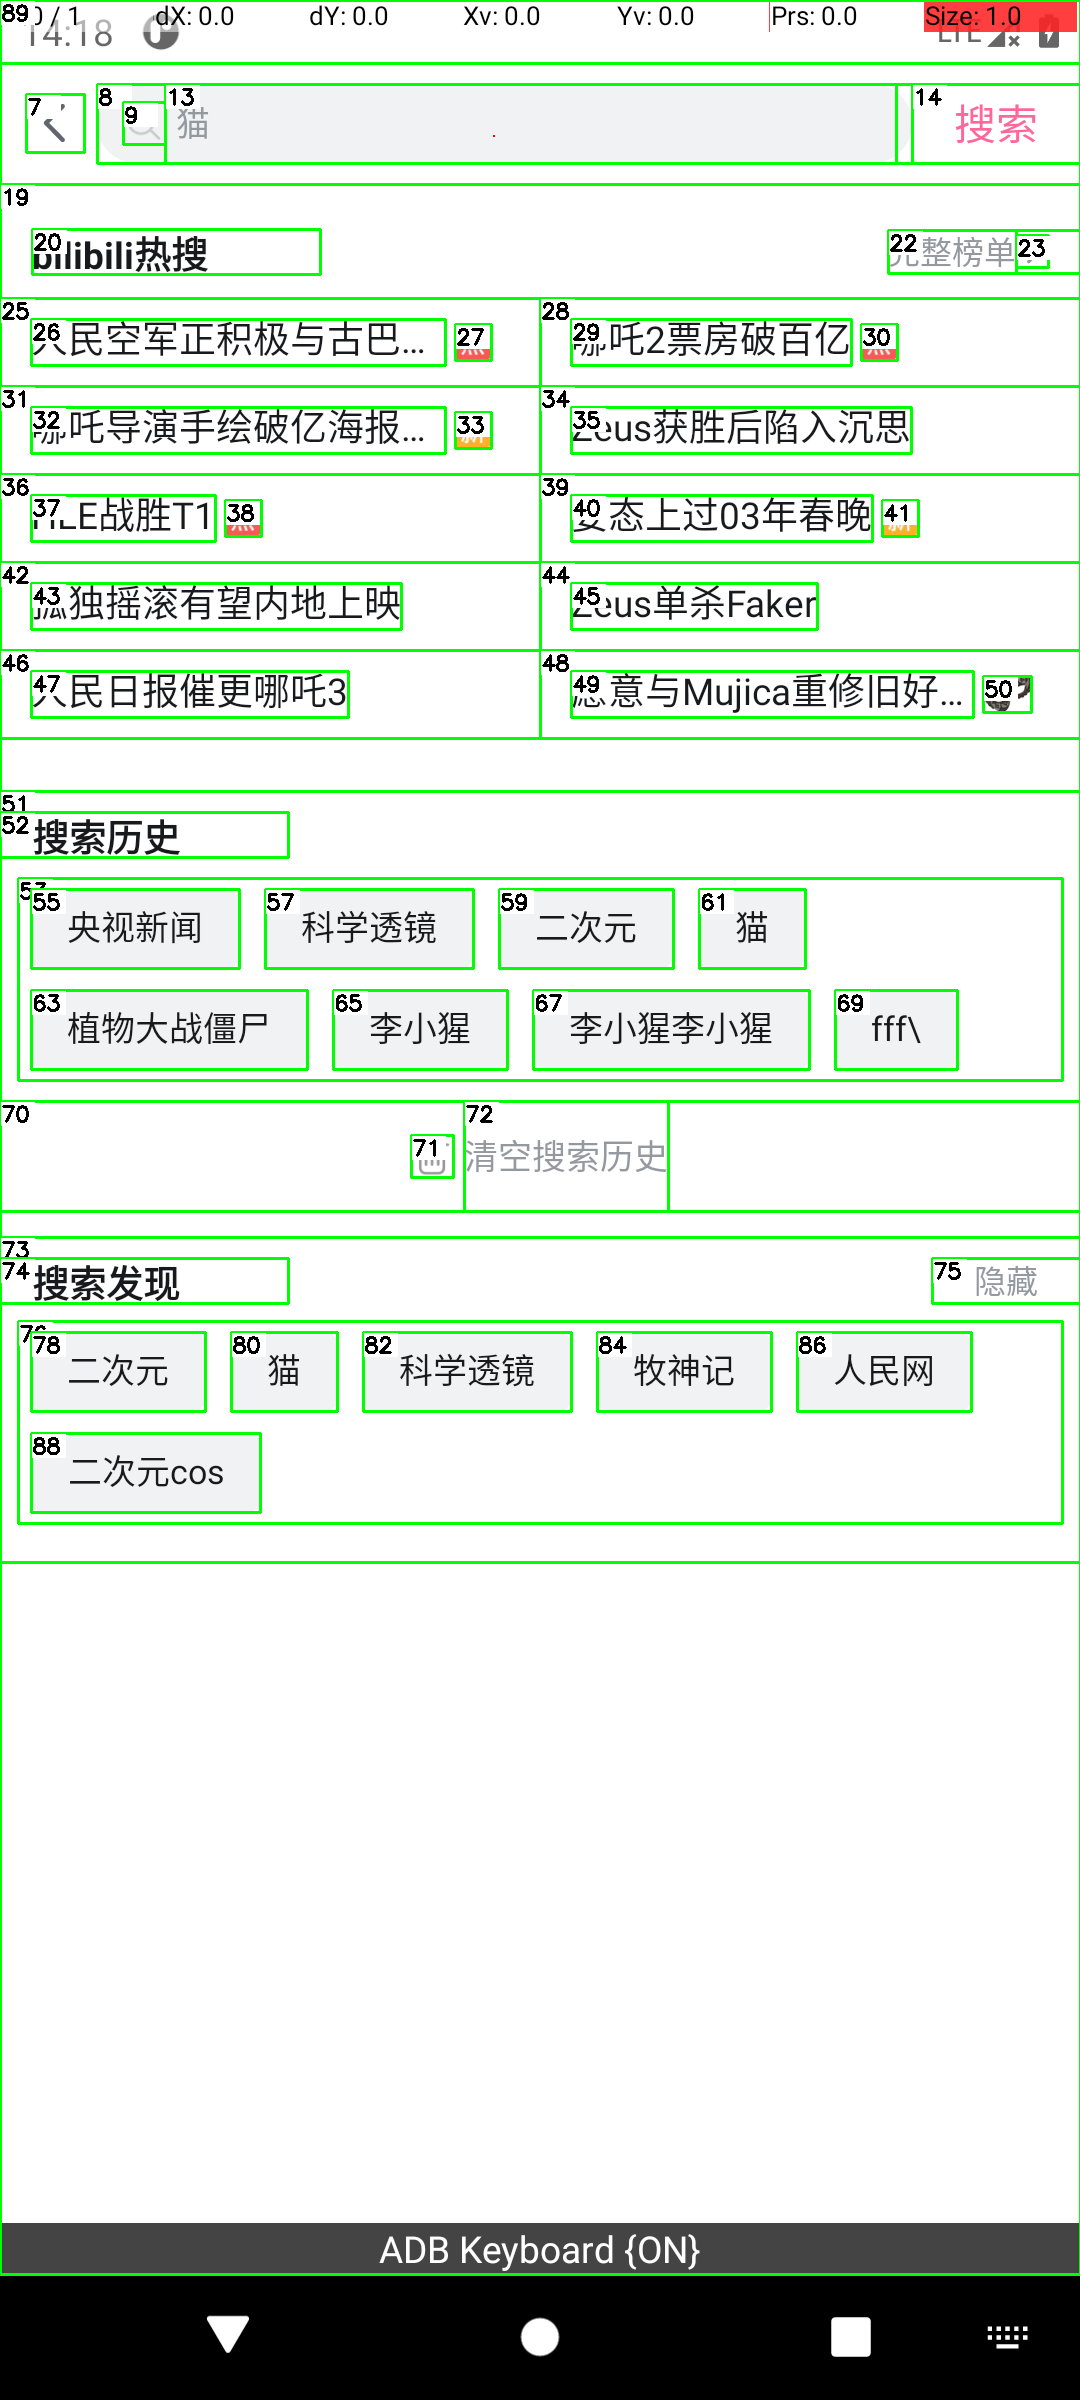 89 0 / 1 dX: 0.0 dY: 0.0 Xv: 0.0 Yv: 0.0 Prs: 0.0 Size: 1.0
14:18 LTE
7 8 9 13 猫 14 搜索
19
20 bilibili热搜 22 完整榜单 23
25 26 人民空军正积极与古巴... 27 28 29 哪吒2票房破百亿 30
31 32 哪吒导演手绘破亿海报... 33 34 35 Zeus获胜后陷入沉思
36 37 HLE战胜T1 38 39 40 变态上过03年春晚 41
42 43 孤独摇滚有望内地上映 44 45 Zeus单杀Faker
46 47 人民日报催更哪吒3 48 49 愿意与Mujica重修旧好... 50
51
52 搜索历史
53
55 央视新闻 57 科学透镜 59 二次元 61 猫
63 植物大战僵尸 65 李小猩 67 李小猩李小猩 69 fff\
70 71 72 清空搜索历史
73
74 搜索发现 75 隐藏
76
78 二次元 80 猫 82 科学透镜 84 牧神记 86 人民网
88 二次元cos
ADB Keyboard {ON}